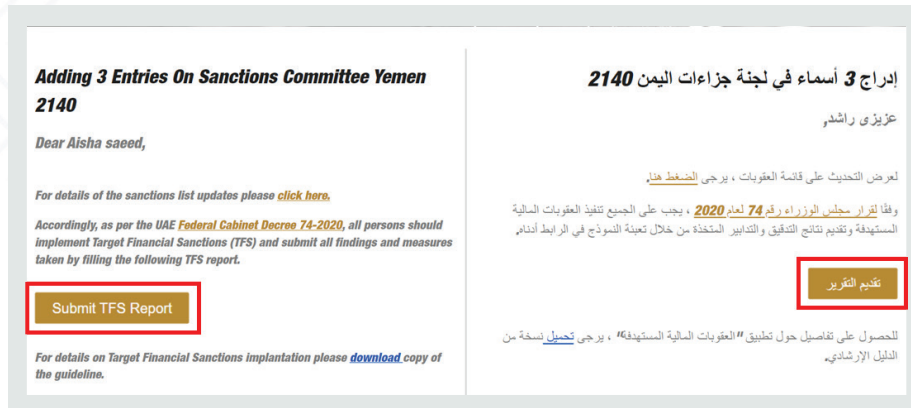 Adding 3 Entries On Sanctions Committee Yemen
2140
Dear Aisha saeed,
For details of the sanctions list updates please click here.
Accordingly, as per the UAE Federal Cabinet Decree 74-2020, all persons should
implement Target Financial Sanctions (TFS) and submit all findings and measures
taken by filling the following TFS report.
Submit TFS Report
For details on Target Financial Sanctions implantation please download copy of
the guideline.
إدراج 3 أسماء في لجنة جزاءات اليمن 2140
عزيزى راشد,
لعرض التحديث على قائمة العقوبات ، يرجى الضغط هنا.
وفقًا لقرار مجلس الوزراء رقم 74 لعام 2020 ، يجب على الجميع تنفيذ العقوبات المالية
المستهدفة وتقديم نتائج التدقيق والتدابير المتخذة من خلال تعبئة النموذج في الرابط أدناه.
تقديم التقرير
للحصول على تفاصيل حول تطبيق "العقوبات المالية المستهدفة" ، يرجى تحميل نسخة من
الدليل الإرشادي.